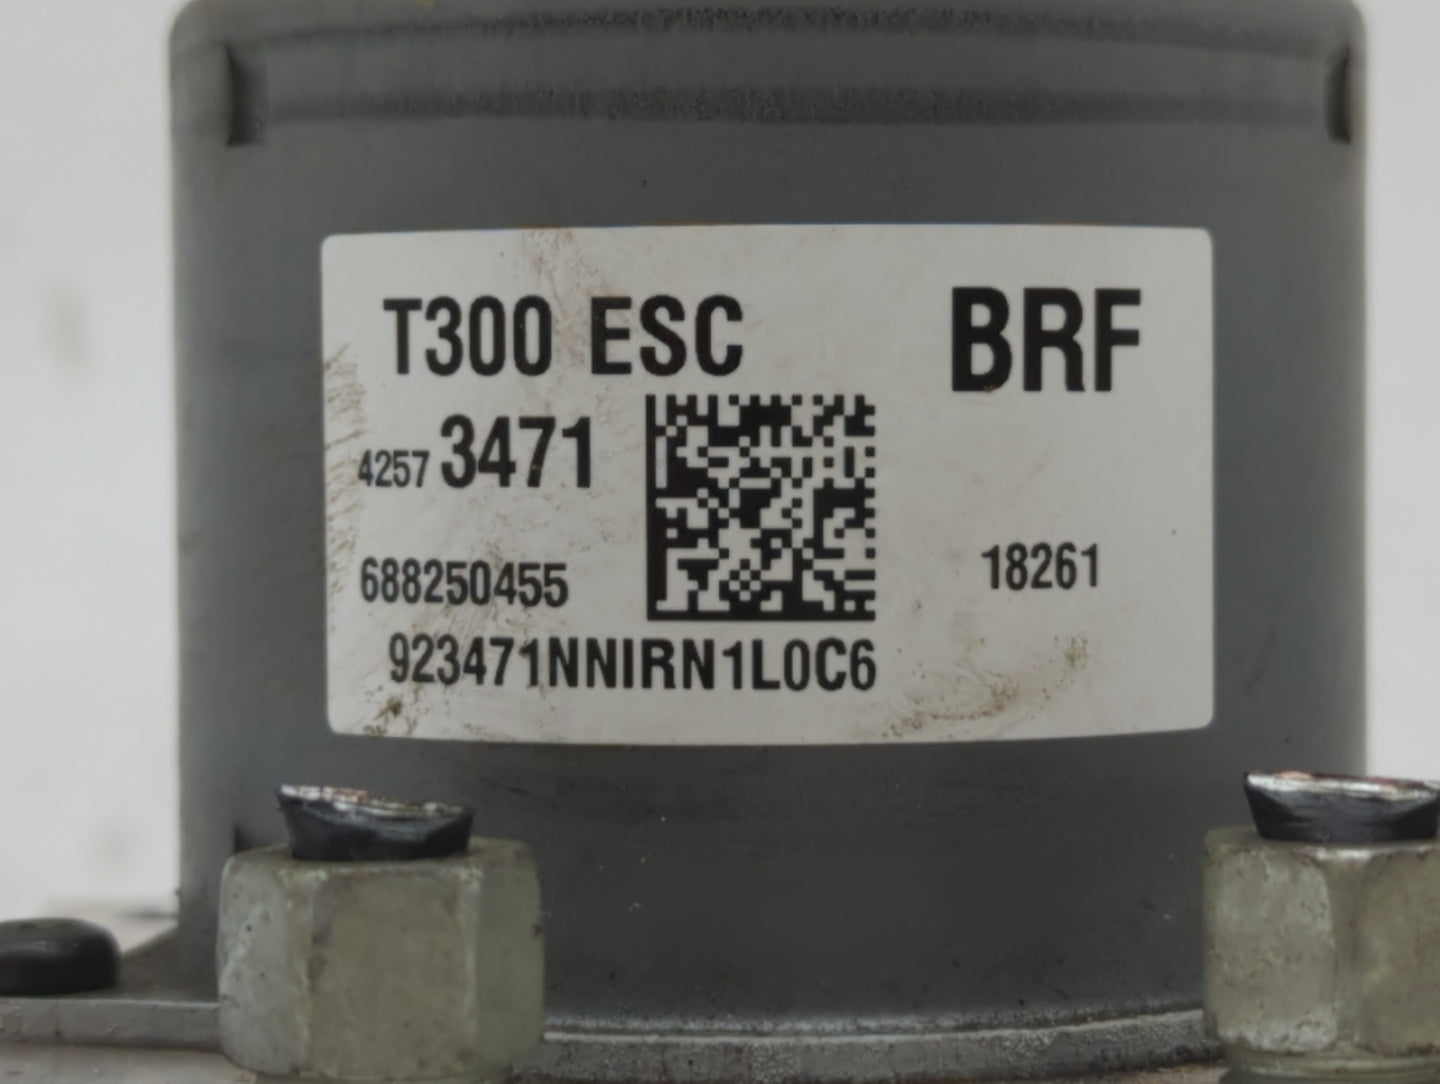 T300 ESC BRF
4257 3471
688250455 18261
923471NNIRN1L0C6